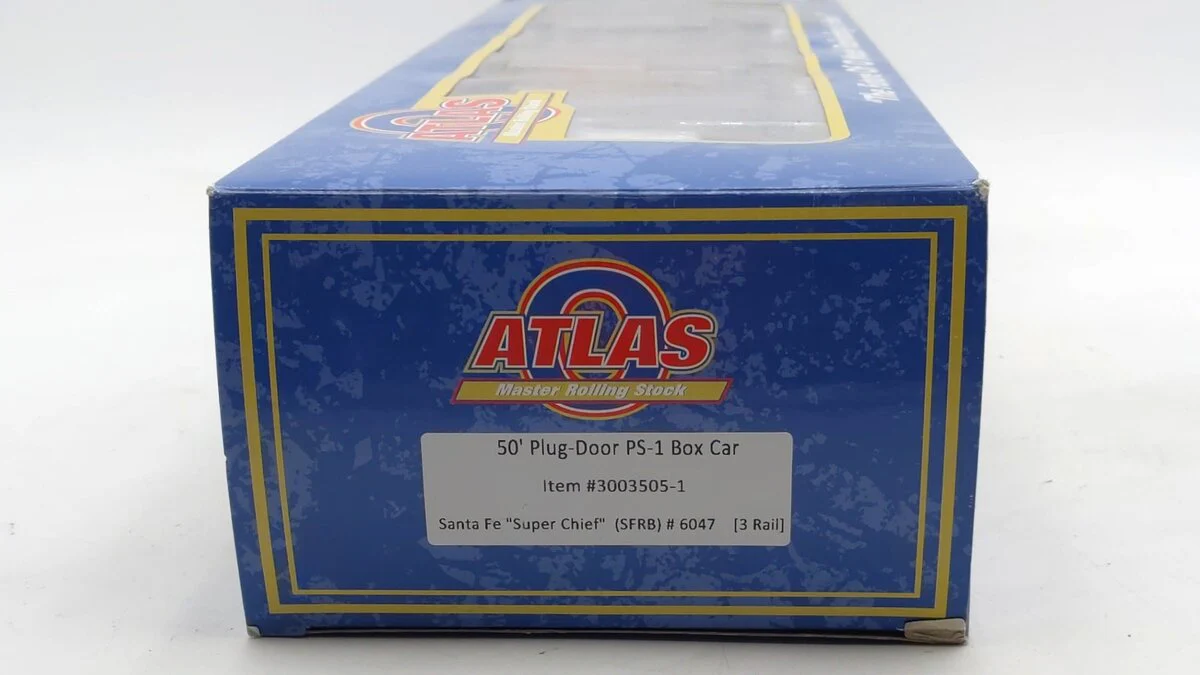 ATLAS
ATLAS
Master Rolling Stock
50' Plug-Door PS-1 Box Car
Item #3003505-1
Santa Fe "Super Chief" (SFRB) # 6047 [3 Rail]